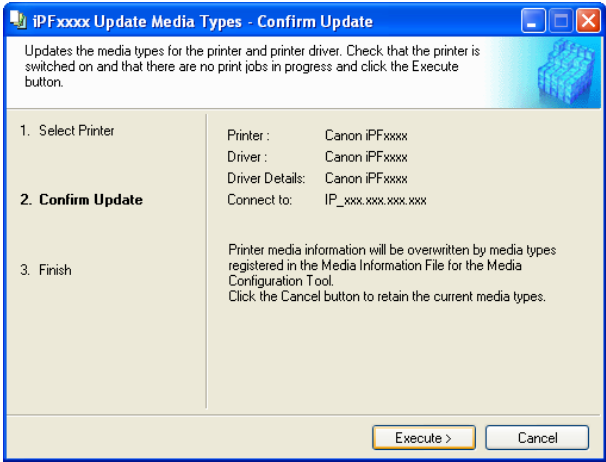 iPFxxxx Update Media Types - Confirm Update
Updates the media types for the printer and printer driver. Check that the printer is
switched on and that there are no print jobs in progress and click the Execute
button.
1. Select Printer
2. Confirm Update
3. Finish
Printer : Canon iPFxxxx
Driver : Canon iPFxxxx
Driver Details: Canon iPFxxxx
Connect to: IP_xxx.xxx.xxx.xxx
Printer media information will be overwritten by media types
registered in the Media Information File for the Media
Configuration Tool.
Click the Cancel button to retain the current media types.
Execute >
Cancel